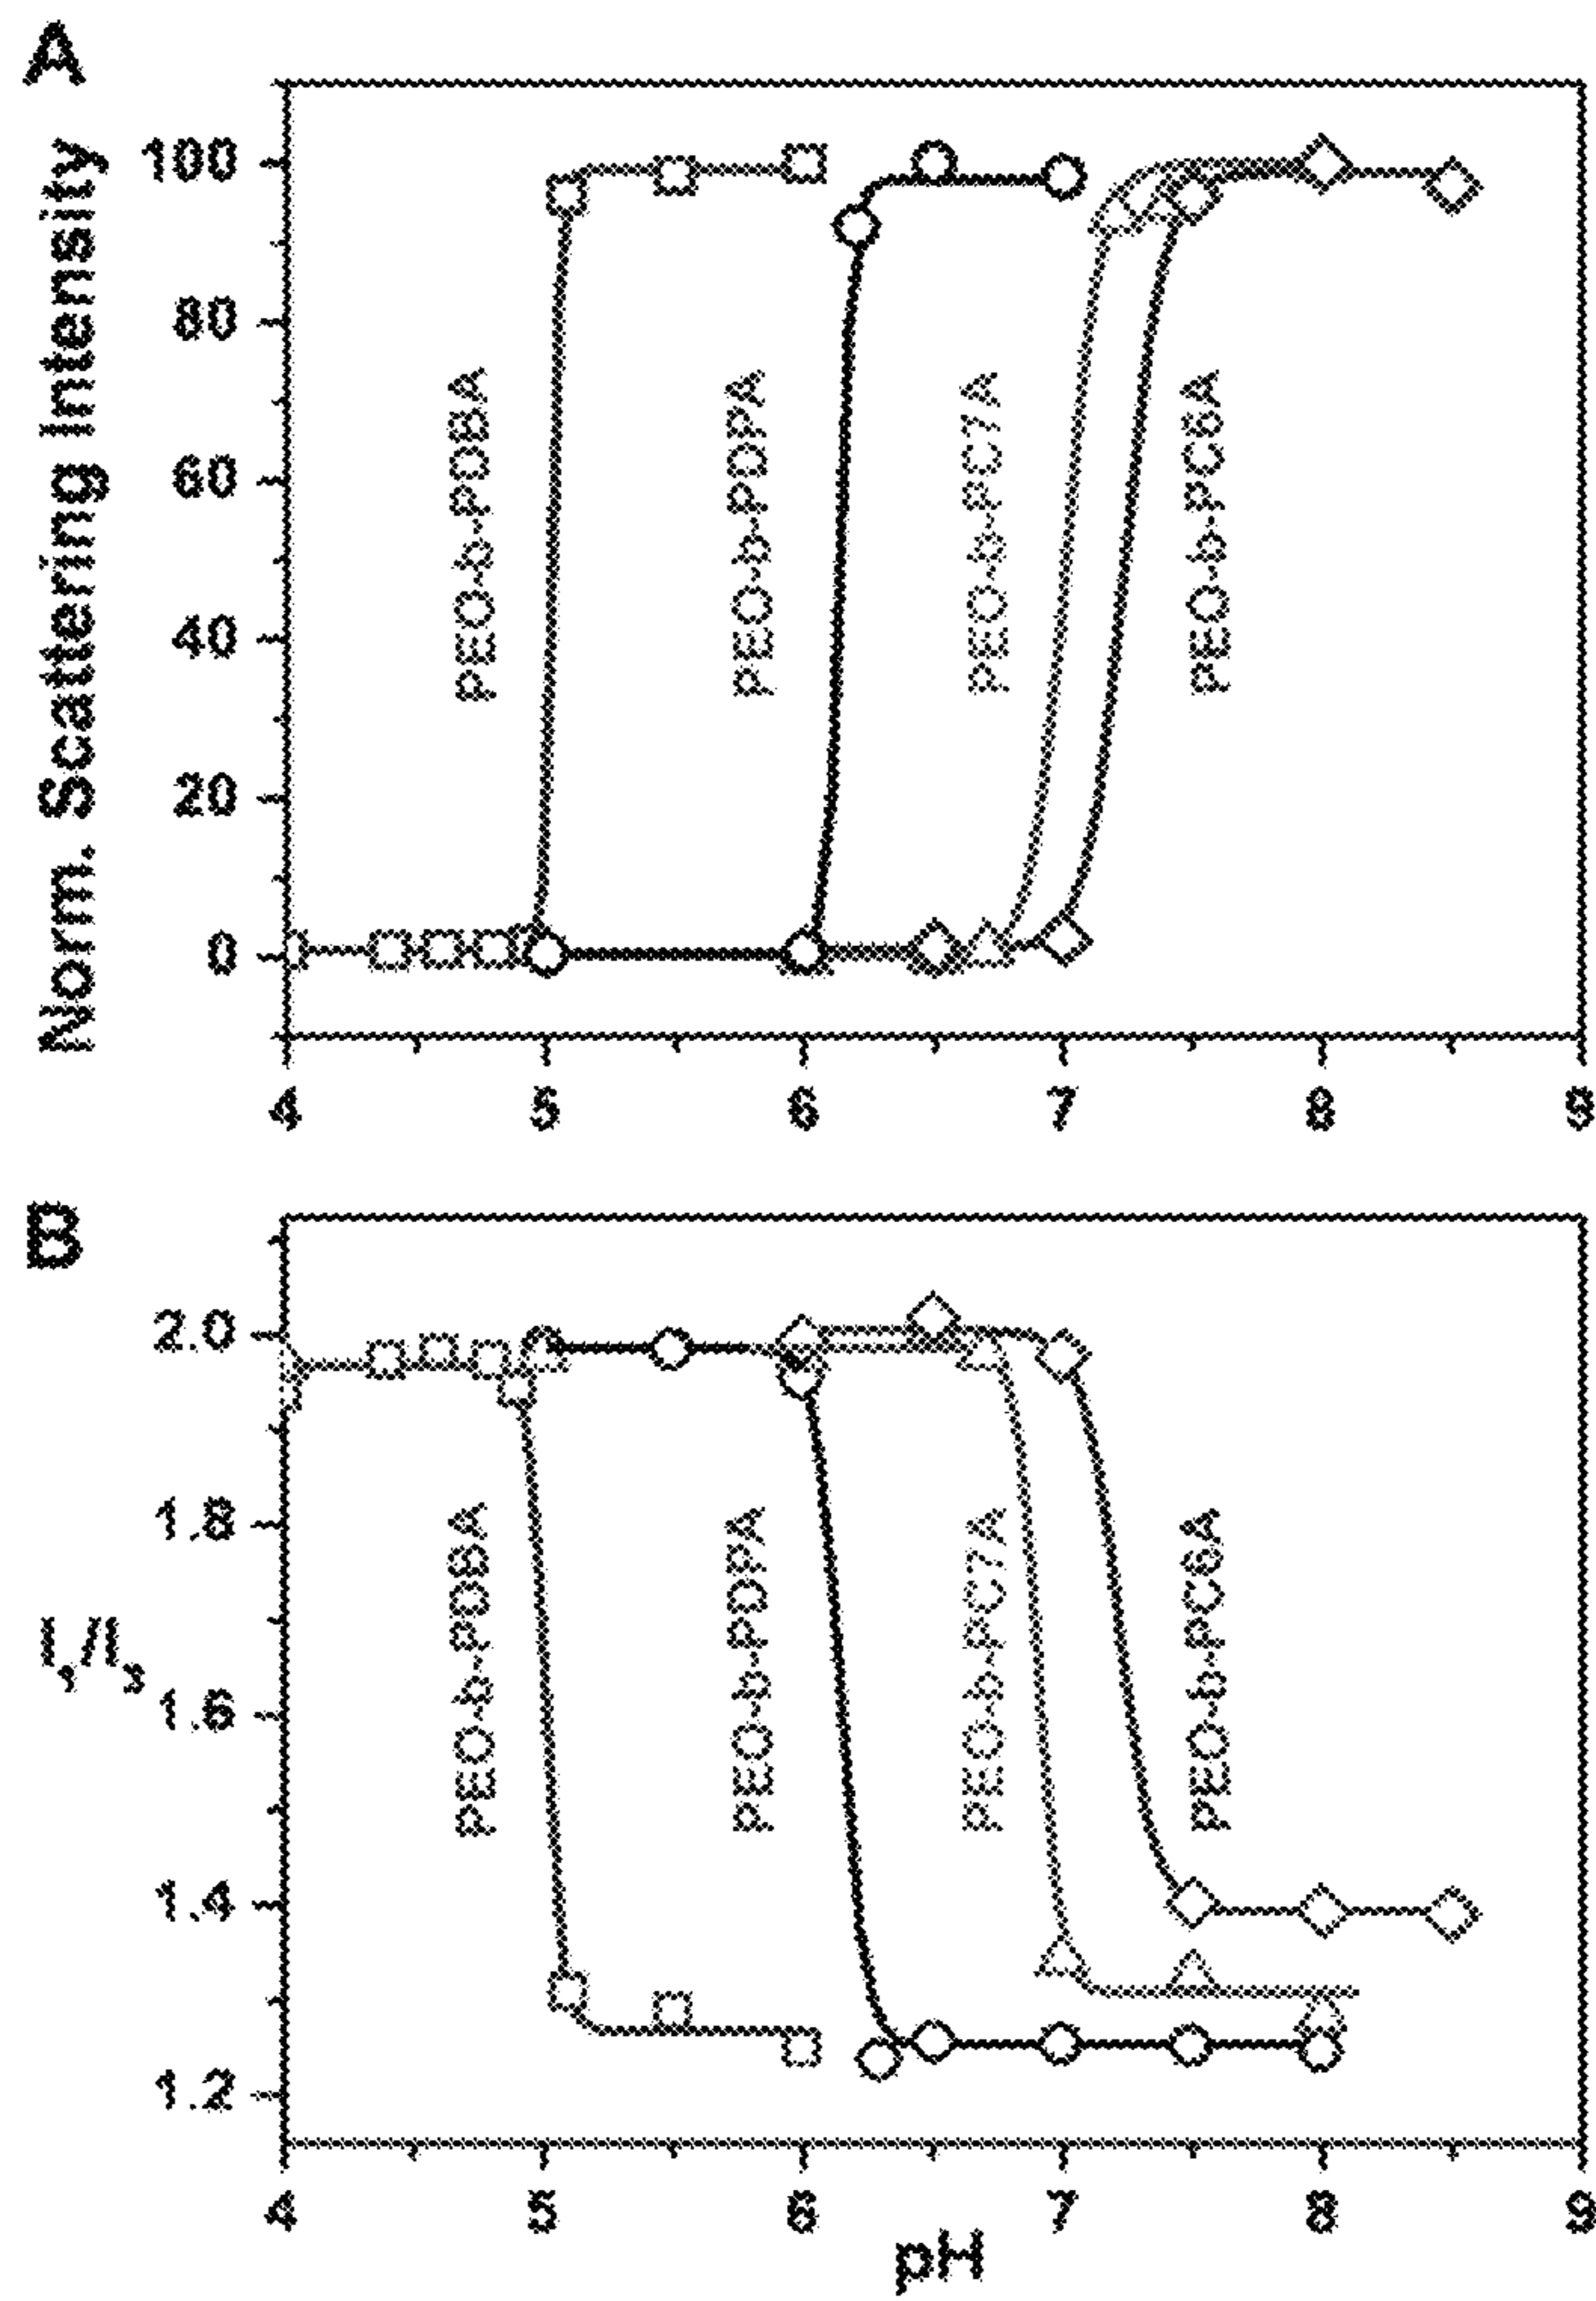 A
Norm. Scattering Intensity
100
80
60
40
20
0
PEO-b-PDBA
PEO-b-PDPA
PEO-b-PC7A
PEO-b-PC6A
4 5 6 7 8 9
B
I1/I3
2.0
1.8
1.6
1.4
1.2
PEO-b-PDBA
PEO-b-PDPA
PEO-b-PC7A
PEO-b-PC6A
4 5 6 7 8 9
pH